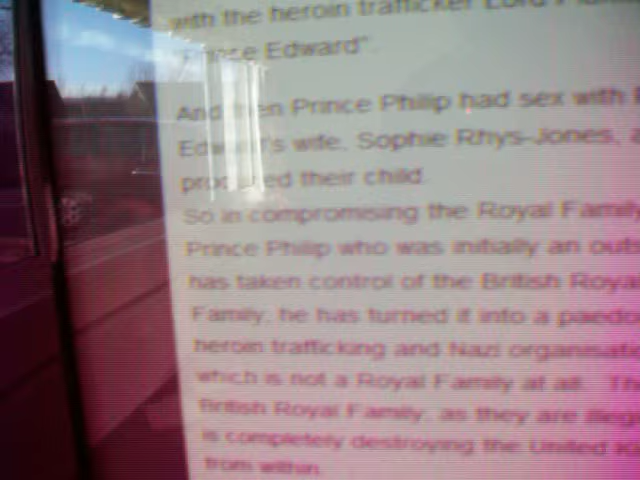 with the heroin trafficker Lord
Prince Edward".
And then Prince Philip had sex with
Edward's wife, Sophie Rhys-Jones,
produced their child.
So in compromising the Royal Family
Prince Philip who was initially an
has taken control of the British
Family, he has turned it into a
heroin trafficking and Nazi
which is not a Royal Family at all.
British Royal Family, as they are
is completely destroying the United
from within.